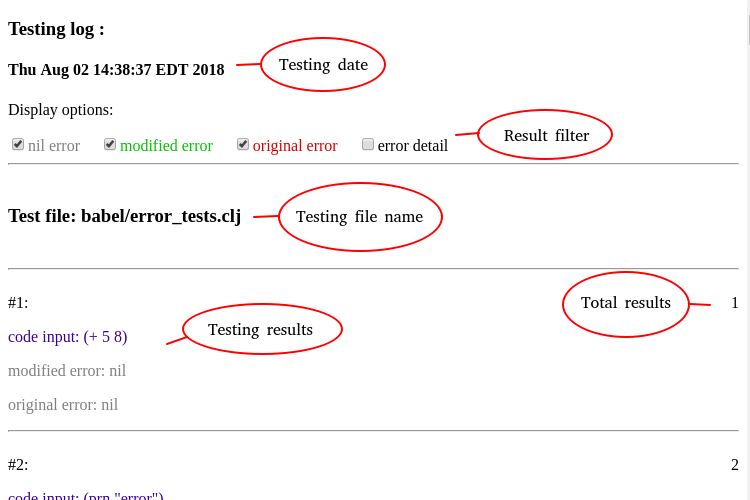 Testing log :
Thu Aug 02 14:38:37 EDT 2018
Testing date
Display options:
nil error modified error original error error detail
Result filter
Test file: babel/error_tests.clj
Testing file name
#1: 1
Total results
code input: (+ 5 8)
Testing results
modified error: nil
original error: nil
#2: 2
code input: (prn "error")